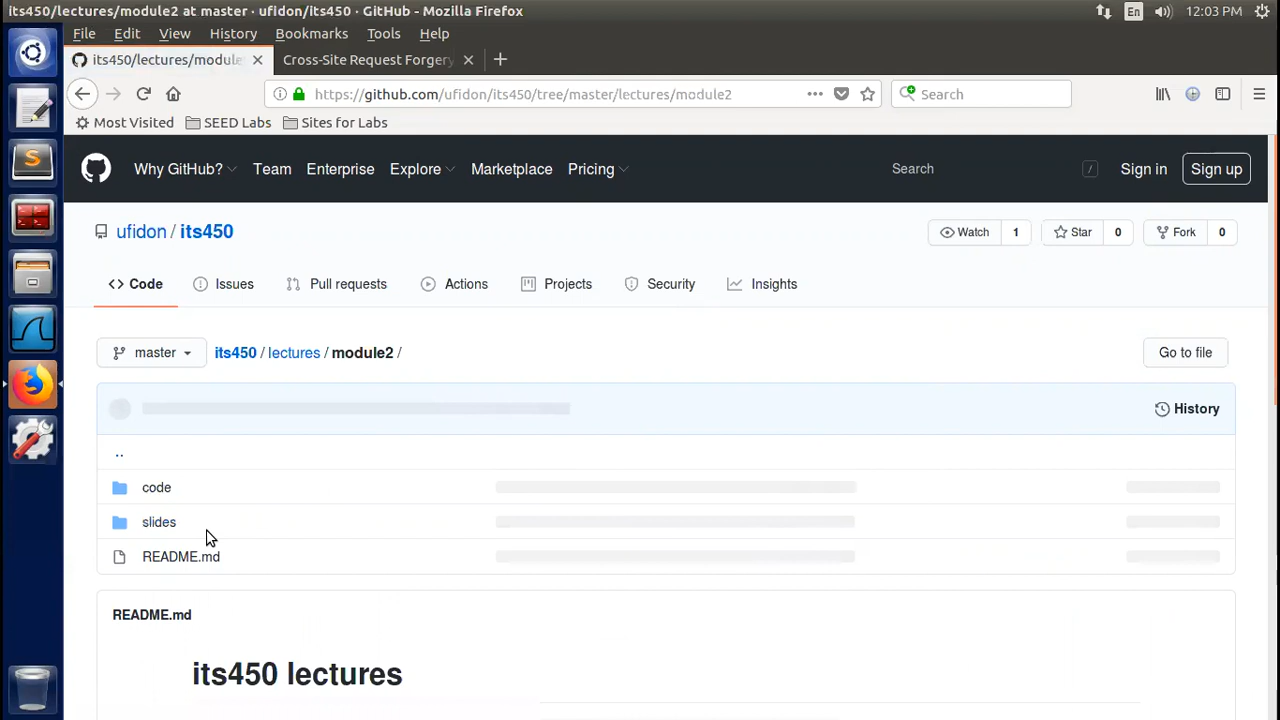 its450/lectures/module2 at master · ufidon/its450 · GitHub - Mozilla Firefox
En
12:03 PM
File Edit View History Bookmarks Tools Help
its450/lectures/module
Cross-Site Request Forgery
https://github.com/ufidon/its450/tree/master/lectures/module2
Search
Most Visited
SEED Labs
Sites for Labs
Why GitHub?
Team
Enterprise
Explore
Marketplace
Pricing
Search
/
Sign in
Sign up
ufidon / its450
Watch 1
Star 0
Fork 0
Code
Issues
Pull requests
Actions
Projects
Security
Insights
master
its450 / lectures / module2 /
Go to file
History
..
code
slides
README.md
README.md
its450 lectures